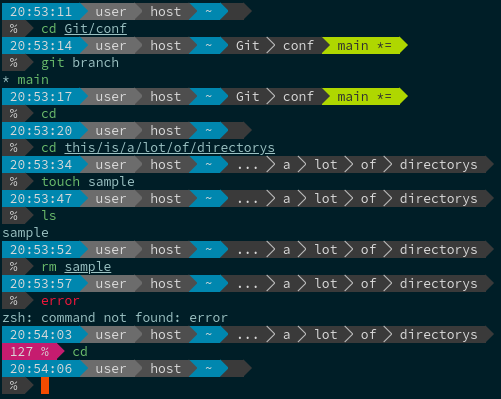 20:53:11 user host ~
% cd Git/conf
20:53:14 user host ~ Git conf main *=
% git branch
* main
20:53:17 user host ~ Git conf main *=
% cd
20:53:20 user host ~
% cd this/is/a/lot/of/directorys
20:53:34 user host ~ ... a lot of directorys
% touch sample
20:53:47 user host ~ ... a lot of directorys
% ls
sample
20:53:52 user host ~ ... a lot of directorys
% rm sample
20:53:57 user host ~ ... a lot of directorys
% error
zsh: command not found: error
20:54:03 user host ~ ... a lot of directorys
127 % cd
20:54:06 user host ~
%